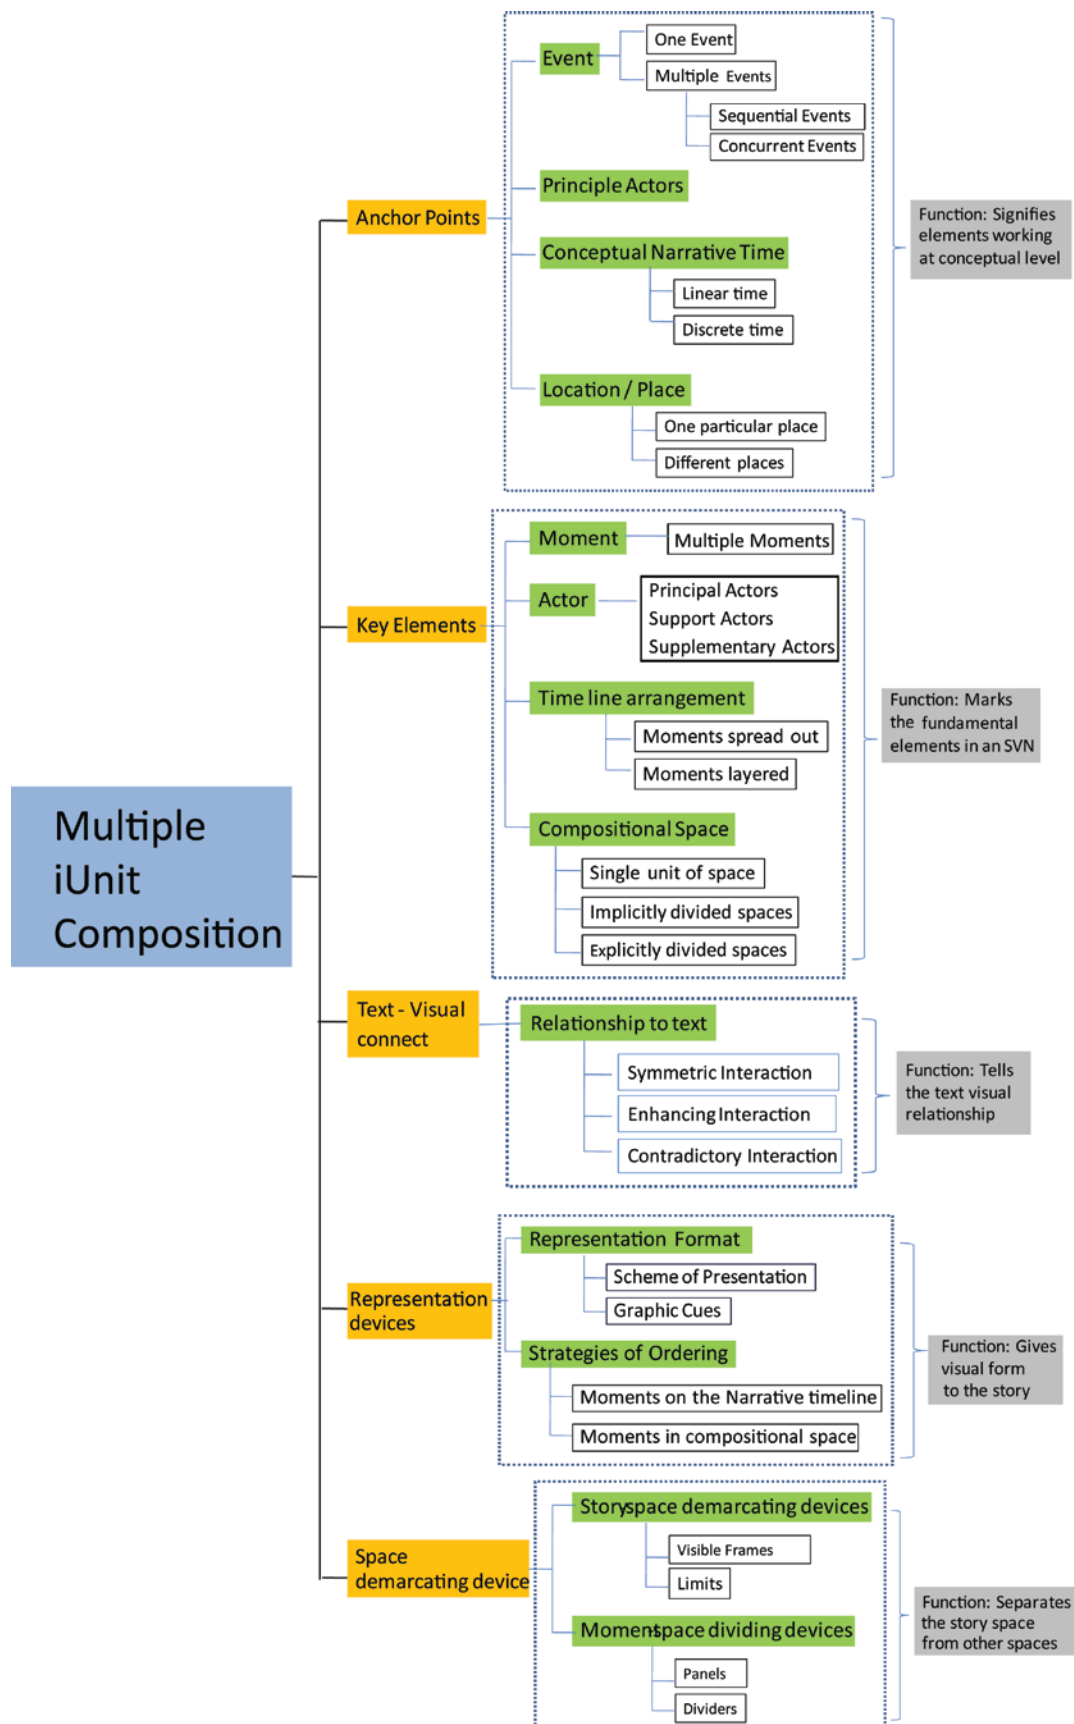 One Event
Event
Multiple Events
Sequential Events
Concurrent Events
Principle Actors
Anchor Points
Function: Signifies
elements working
at conceptual level
Conceptual Narrative Time
Linear time
Discrete time
Location / Place
One particular place
Different places
Moment
Multiple Moments
Actor
Principal Actors
Support Actors
Supplementary Actors
Key Elements
Time line arrangement
Moments spread out
Moments layered
Function: Marks
the fundamental
elements in an SVN
Compositional Space
Single unit of space
Implicitly divided spaces
Explicitly divided spaces
Multiple
iUnit
Composition
Text - Visual
connect
Relationship to text
Symmetric Interaction
Enhancing Interaction
Contradictory Interaction
Function: Tells
the text visual
relationship
Representation Format
Scheme of Presentation
Graphic Cues
Representation
devices
Strategies of Ordering
Moments on the Narrative timeline
Moments in compositional space
Function: Gives
visual form
to the story
Story-space demarcating devices
Visible Frames
Limits
Space
demarcating device
Moment-space dividing devices
Panels
Dividers
Function: Separates
the story space
from other spaces